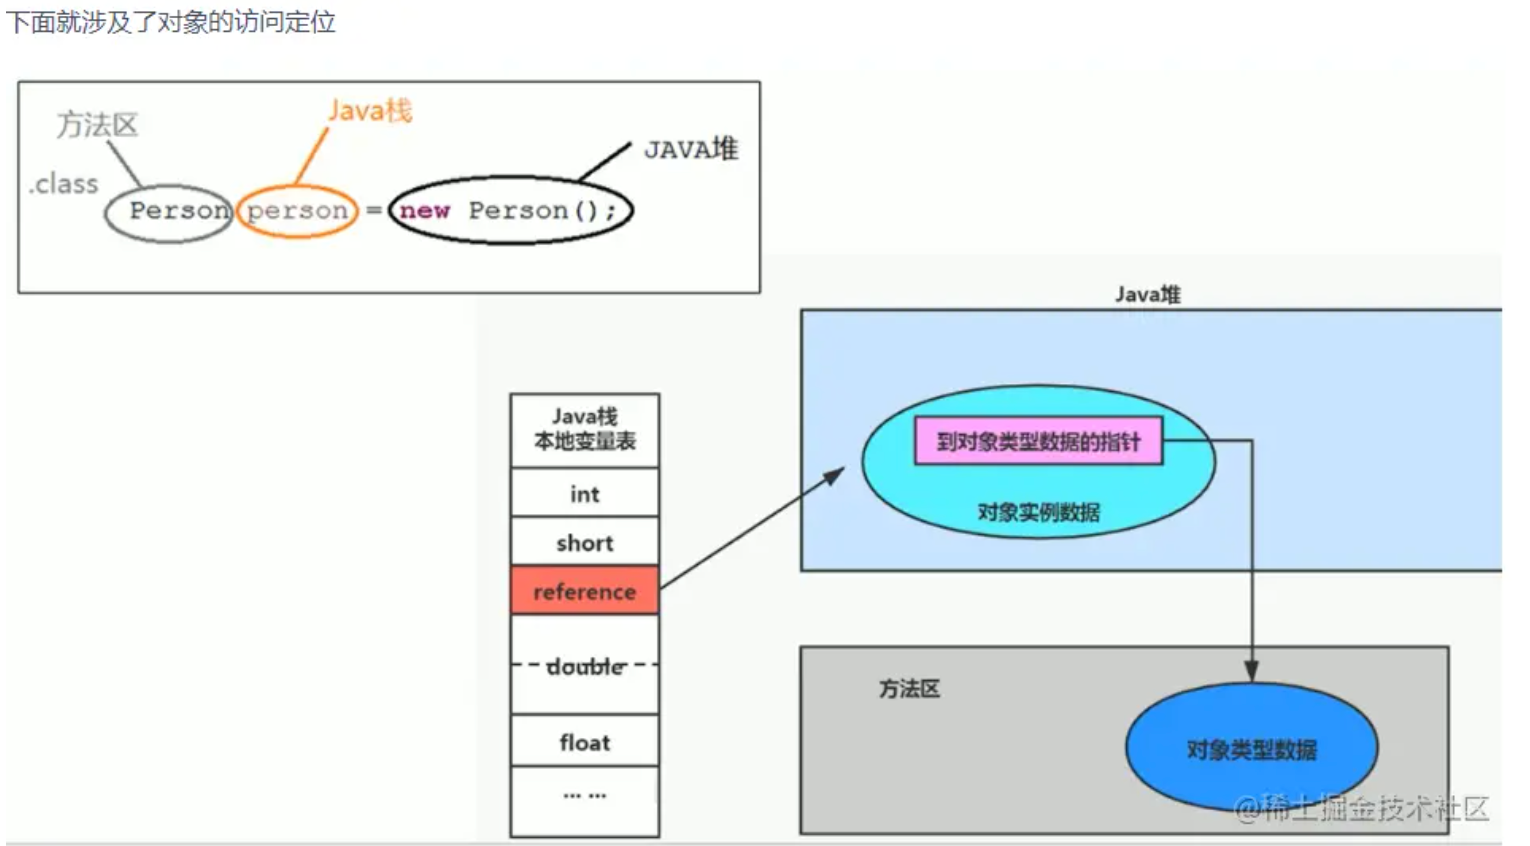 下面就涉及了对象的访问定位
方法区
Java栈
JAVA堆
.class
Person person = new Person();
Java堆
Java栈
本地变量表
int
short
reference
double
float
... ...
到对象类型数据的指针
对象实例数据
方法区
对象类型数据
@稀土掘金技术社区